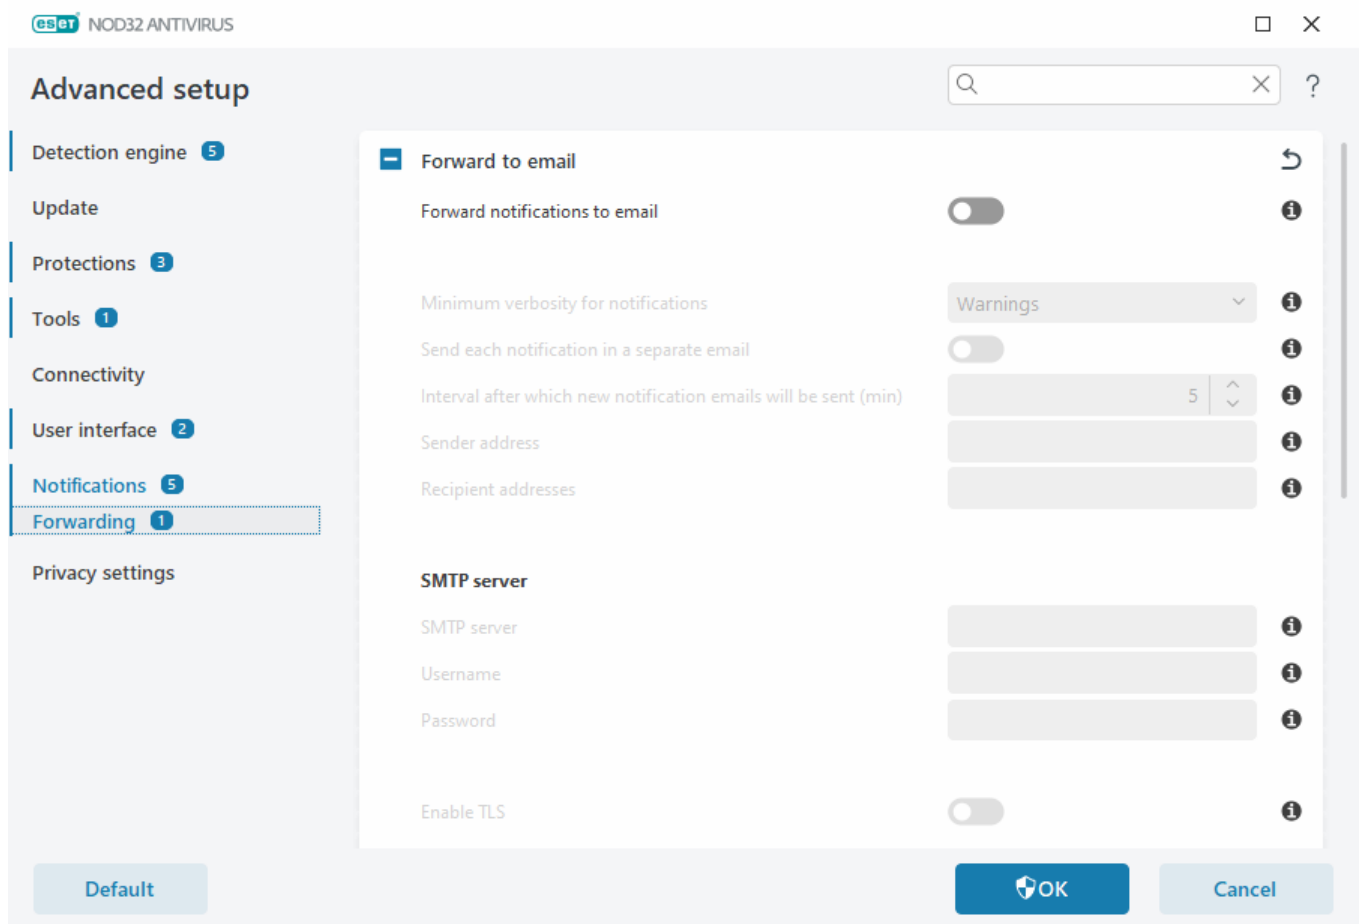 eset NOD32 ANTIVIRUS
Advanced setup
?
Detection engine 5
Update
Protections 3
Tools 1
Connectivity
User interface 2
Notifications 5
Forwarding 1
Privacy settings
Forward to email
Forward notifications to email
Minimum verbosity for notifications Warnings
Send each notification in a separate email
Interval after which new notification emails will be sent (min) 5
Sender address
Recipient addresses
SMTP server
SMTP server
Username
Password
Enable TLS
Default
OK
Cancel